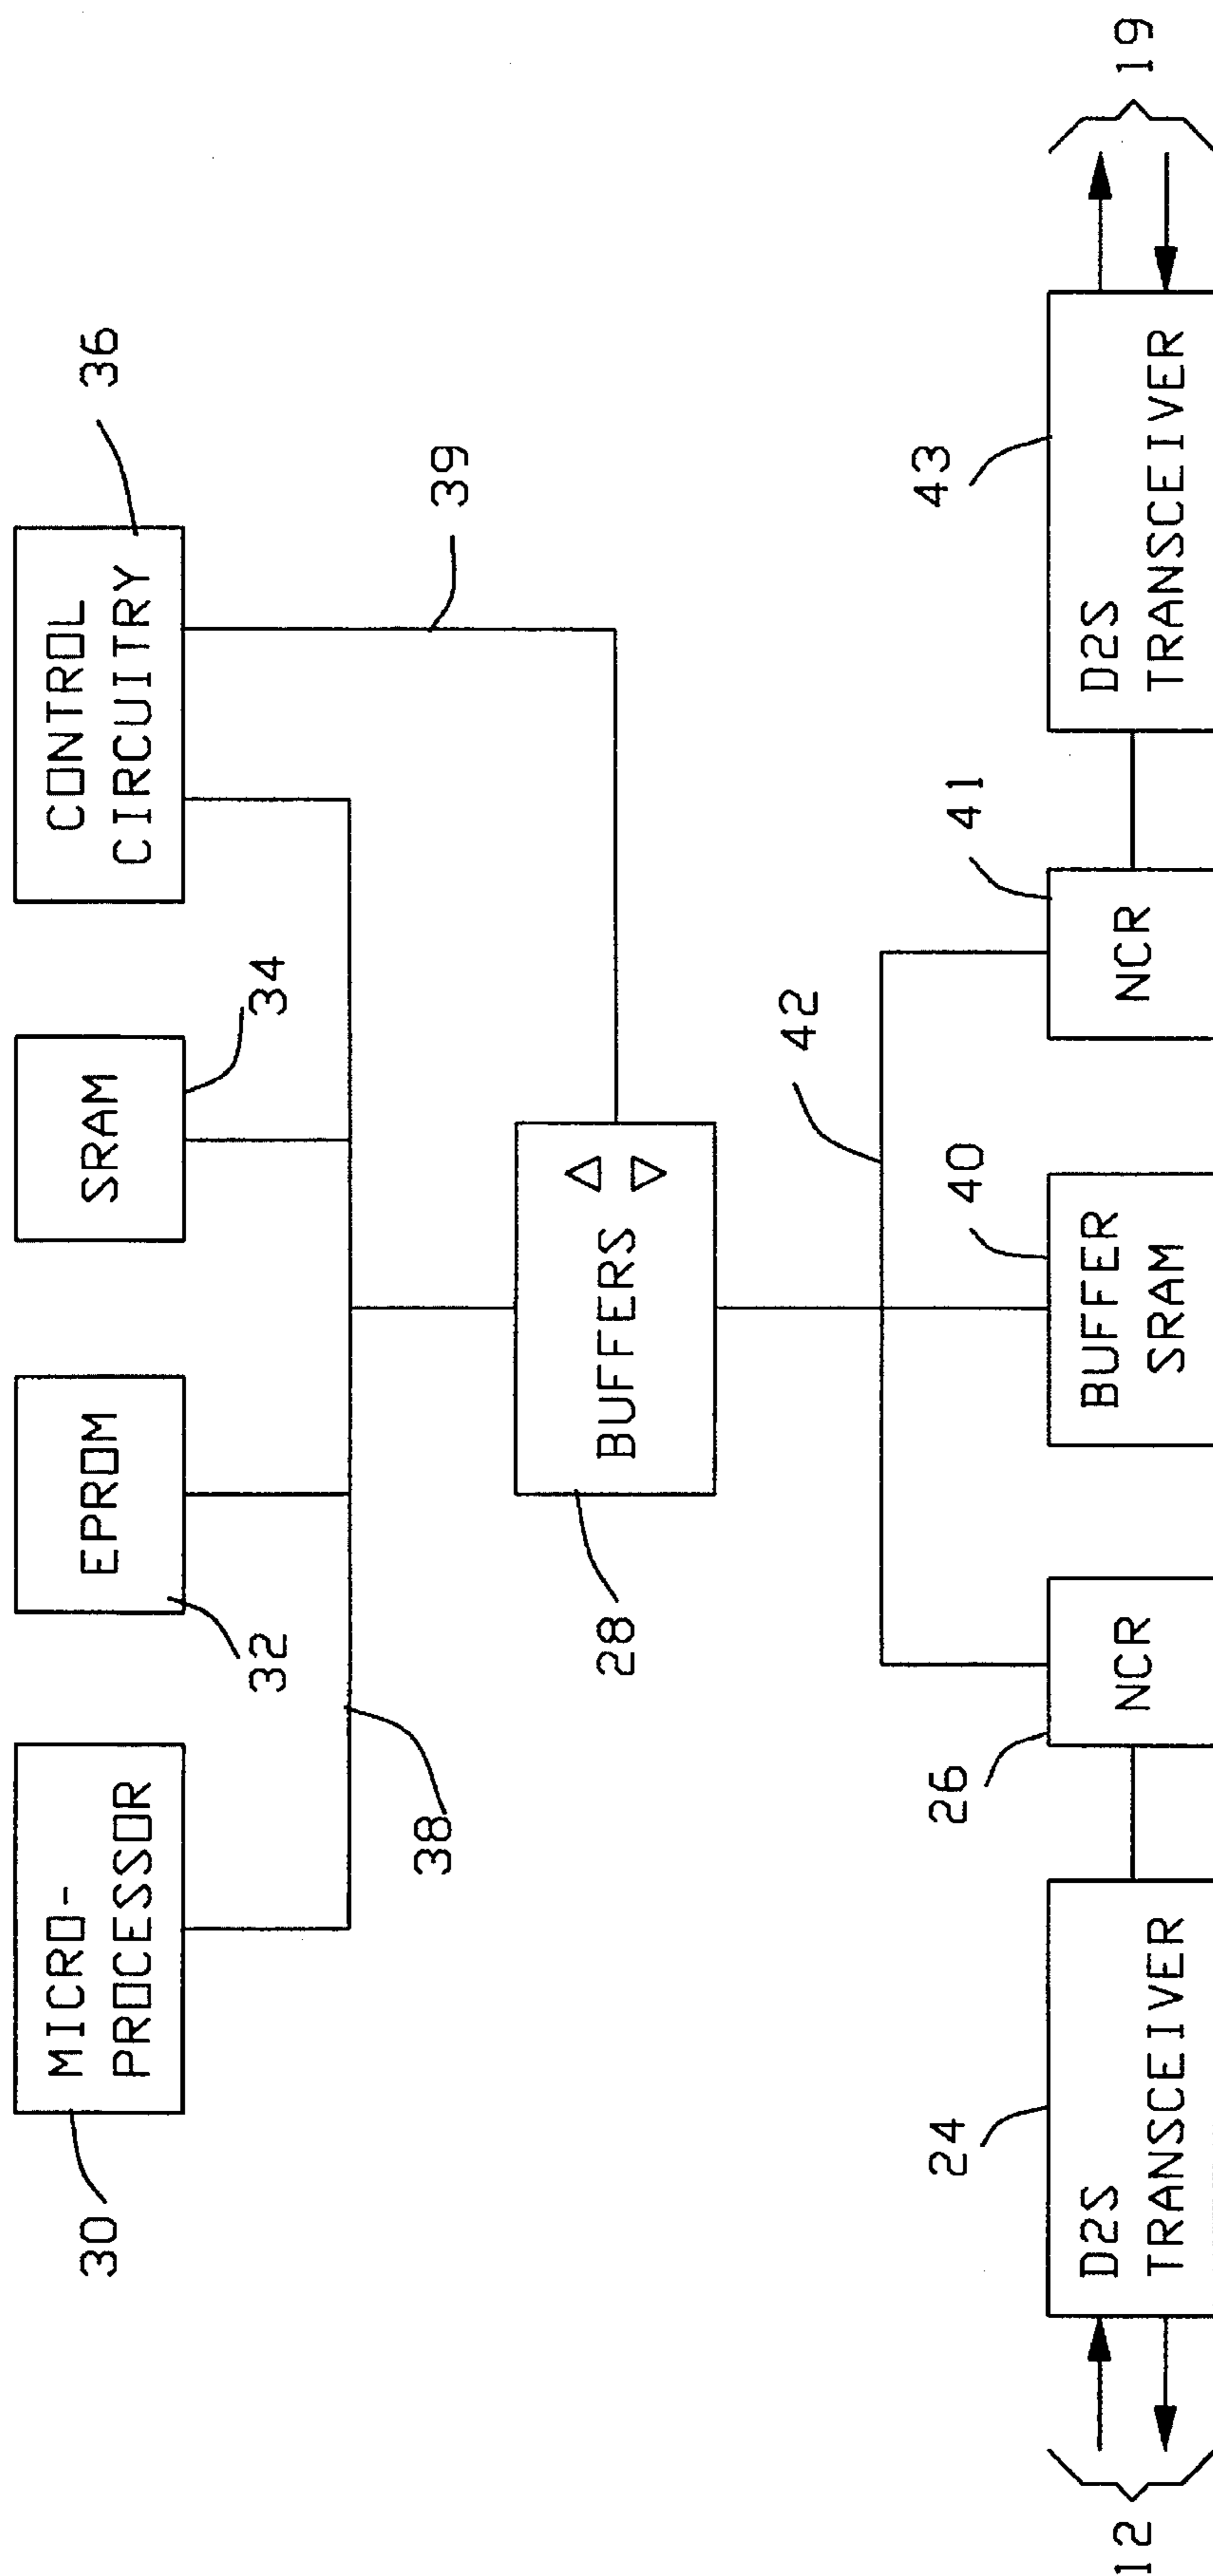 MICRO-
PROCESSOR
30
EPROM
32
SRAM
34
CONTROL
CIRCUITRY
36
38
39
BUFFERS
28
42
D2S
TRANSCEIVER
24
12
NCR
26
BUFFER
SRAM
40
NCR
41
D2S
TRANSCEIVER
43
19